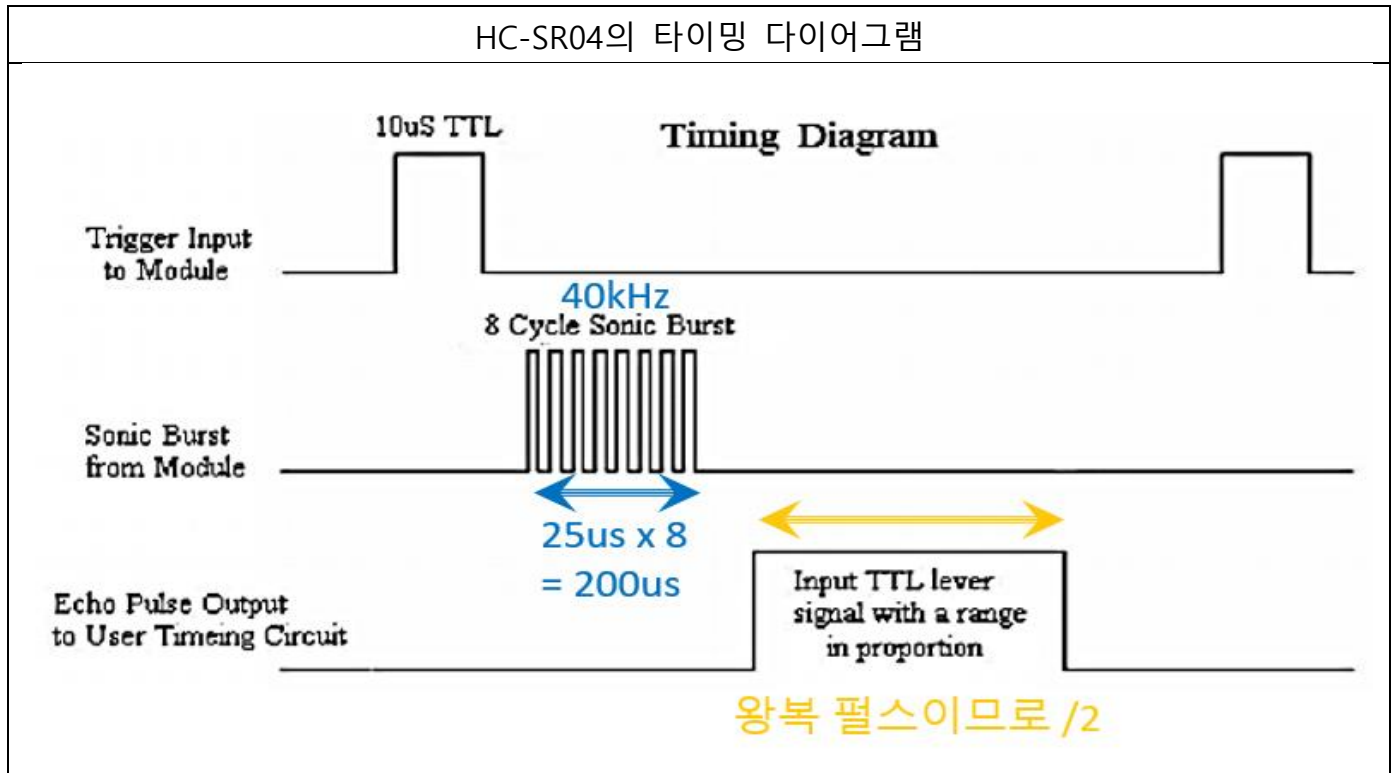 HC-SR04의 타이밍 다이어그램
10uS TTL
Timing Diagram
Trigger Input
to Module
40kHz
8 Cycle Sonic Burst
Sonic Burst
from Module
25us x 8
= 200us
Echo Pulse Output
to User Timeing Circuit
Input TTL lever
signal with a range
in proportion
왕복 펄스이므로 /2